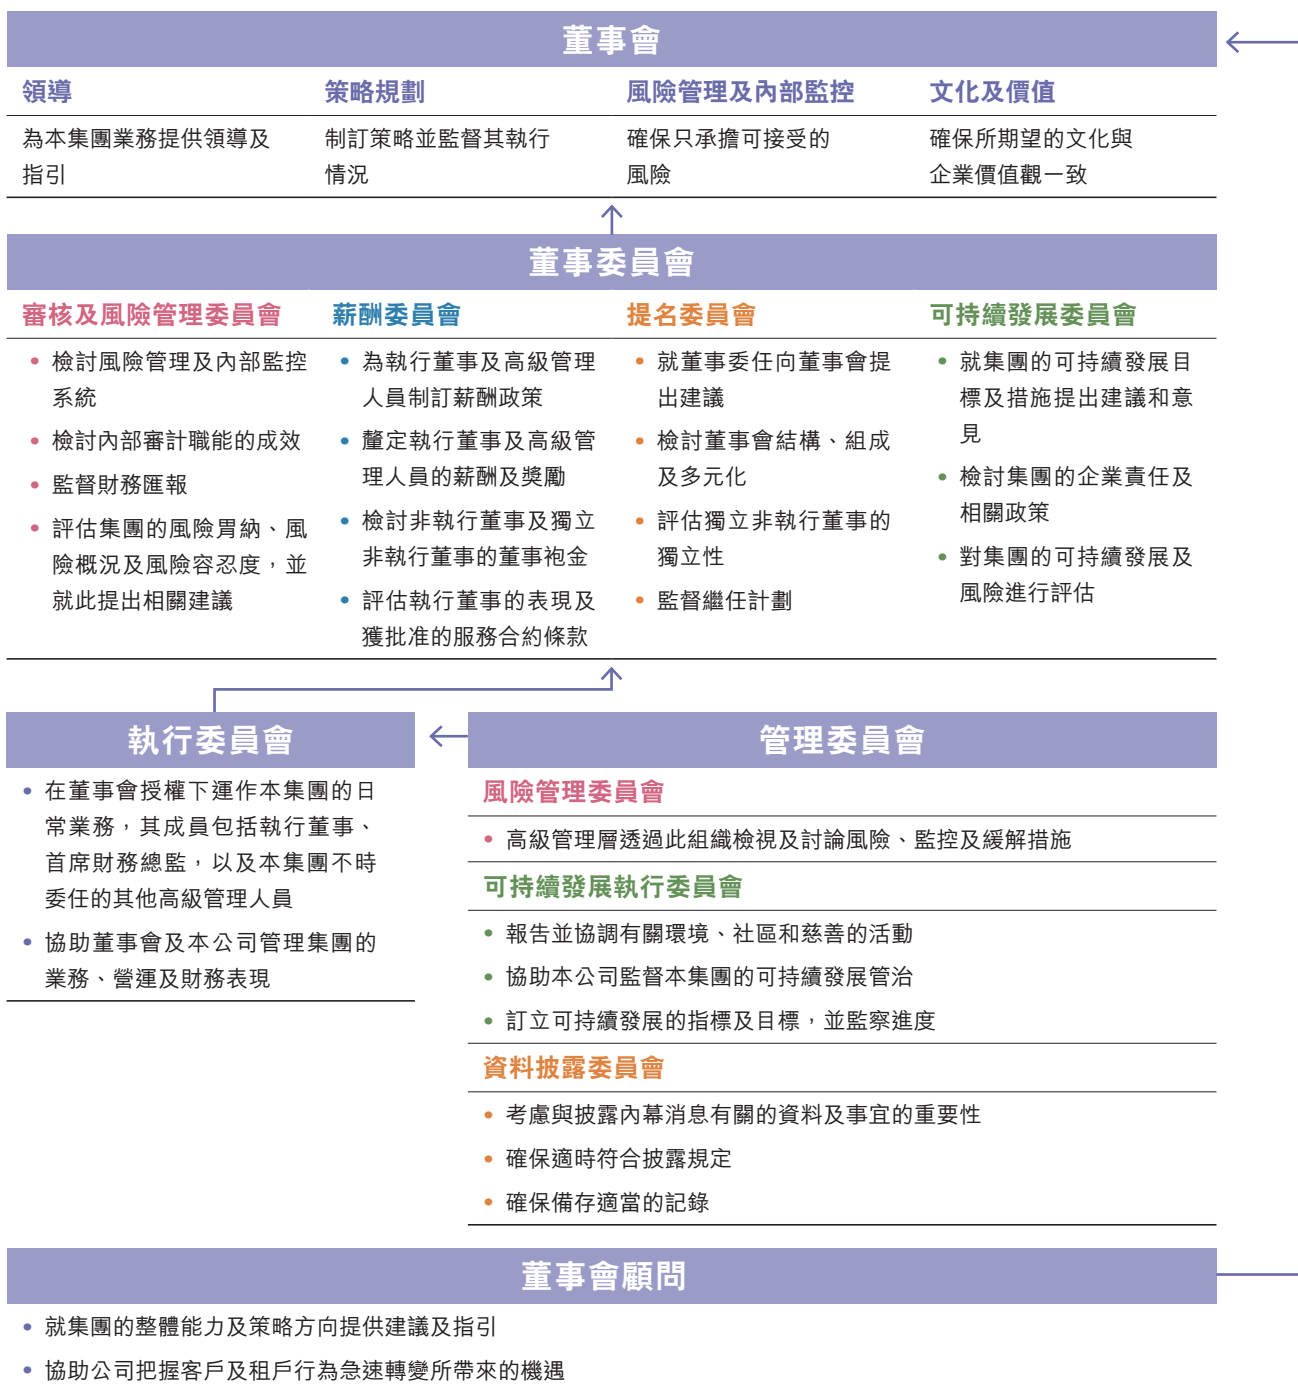 董事會
領導
為本集團業務提供領導及
指引
策略規劃
制訂策略並監督其執行
情況
風險管理及內部監控
確保只承擔可接受的
風險
文化及價值
確保所期望的文化與
企業價值觀一致
董事委員會
審核及風險管理委員會
• 檢討風險管理及內部監控
系統
• 檢討內部審計職能的成效
• 監督財務匯報
• 評估集團的風險胃納、風
險概況及風險容忍度，並
就此提出相關建議
薪酬委員會
• 為執行董事及高級管理
人員制訂薪酬政策
• 釐定執行董事及高級管
理人員的薪酬及獎勵
• 檢討非執行董事及獨立
非執行董事的董事袍金
• 評估執行董事的表現及
獲批准的服務合約條款
提名委員會
• 就董事委任向董事會提
出建議
• 檢討董事會結構、組成
及多元化
• 評估獨立非執行董事的
獨立性
• 監督繼任計劃
可持續發展委員會
• 就集團的可持續發展目
標及措施提出建議和意
見
• 檢討集團的企業責任及
相關政策
• 對集團的可持續發展及
風險進行評估
執行委員會
• 在董事會授權下運作本集團的日
常業務，其成員包括執行董事、
首席財務總監，以及本集團不時
委任的其他高級管理人員
• 協助董事會及本公司管理集團的
業務、營運及財務表現
管理委員會
風險管理委員會
• 高級管理層透過此組織檢視及討論風險、監控及緩解措施
可持續發展執行委員會
• 報告並協調有關環境、社區和慈善的活動
• 協助本公司監督本集團的可持續發展管治
• 訂立可持續發展的指標及目標，並監察進度
資料披露委員會
• 考慮與披露內幕消息有關的資料及事宜的重要性
• 確保適時符合披露規定
• 確保備存適當的記錄
董事會顧問
• 就集團的整體能力及策略方向提供建議及指引
• 協助公司把握客戶及租戶行為急速轉變所帶來的機遇